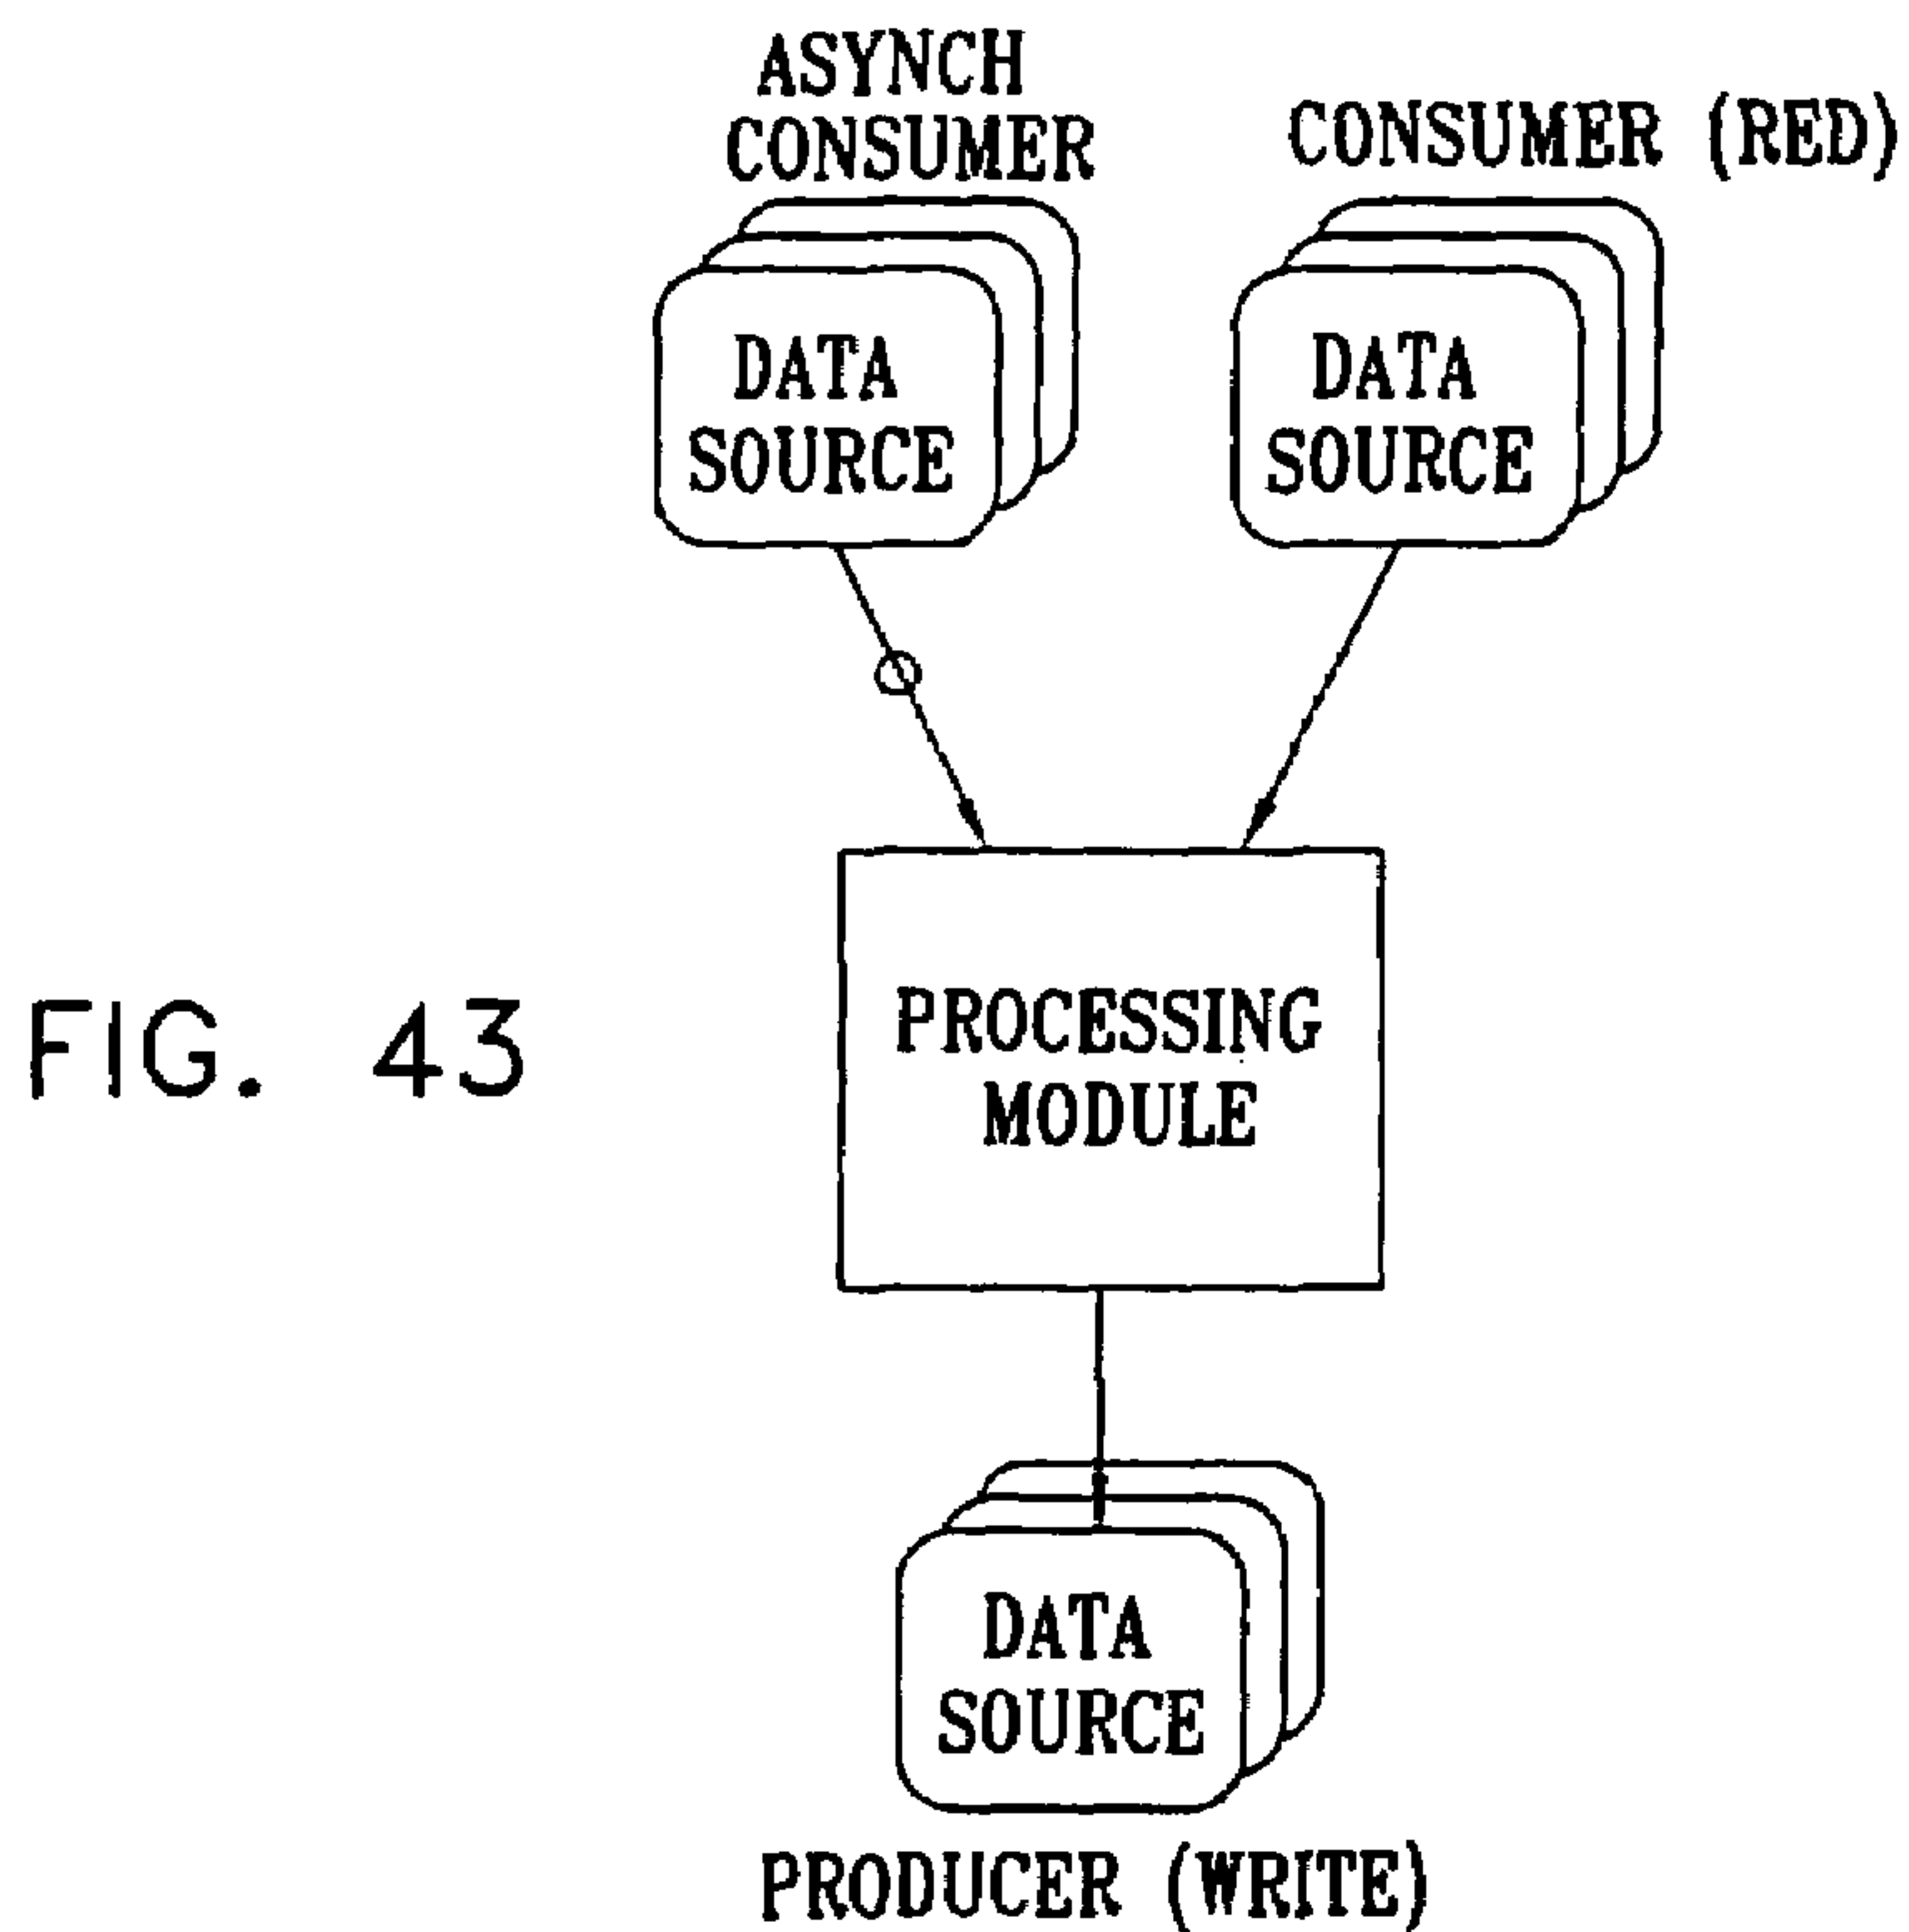 ASYNCH
CONSUMER
CONSUMER (RED)
DATA
SOURCE
DATA
SOURCE
PROCESSING
MODULE
FIG. 43
DATA
SOURCE
PRODUCER (WRITE)